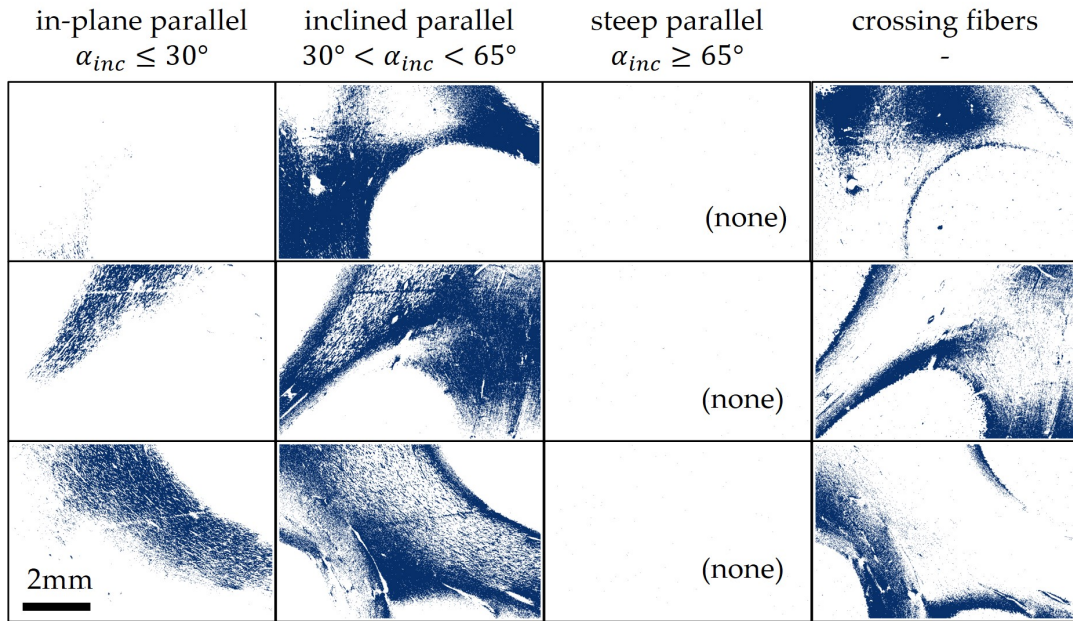 in-plane parallel inclined parallel steep parallel crossing fibers
α_inc ≤ 30° 30° < α_inc < 65° α_inc ≥ 65° -
(none)
(none)
(none)
2mm